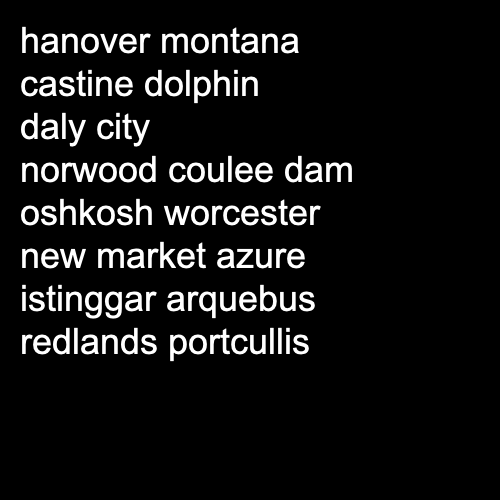 hanover montana
castine dolphin
daly city
norwood coulee dam
oshkosh worcester
new market azure
istinggar arquebus
redlands portcullis